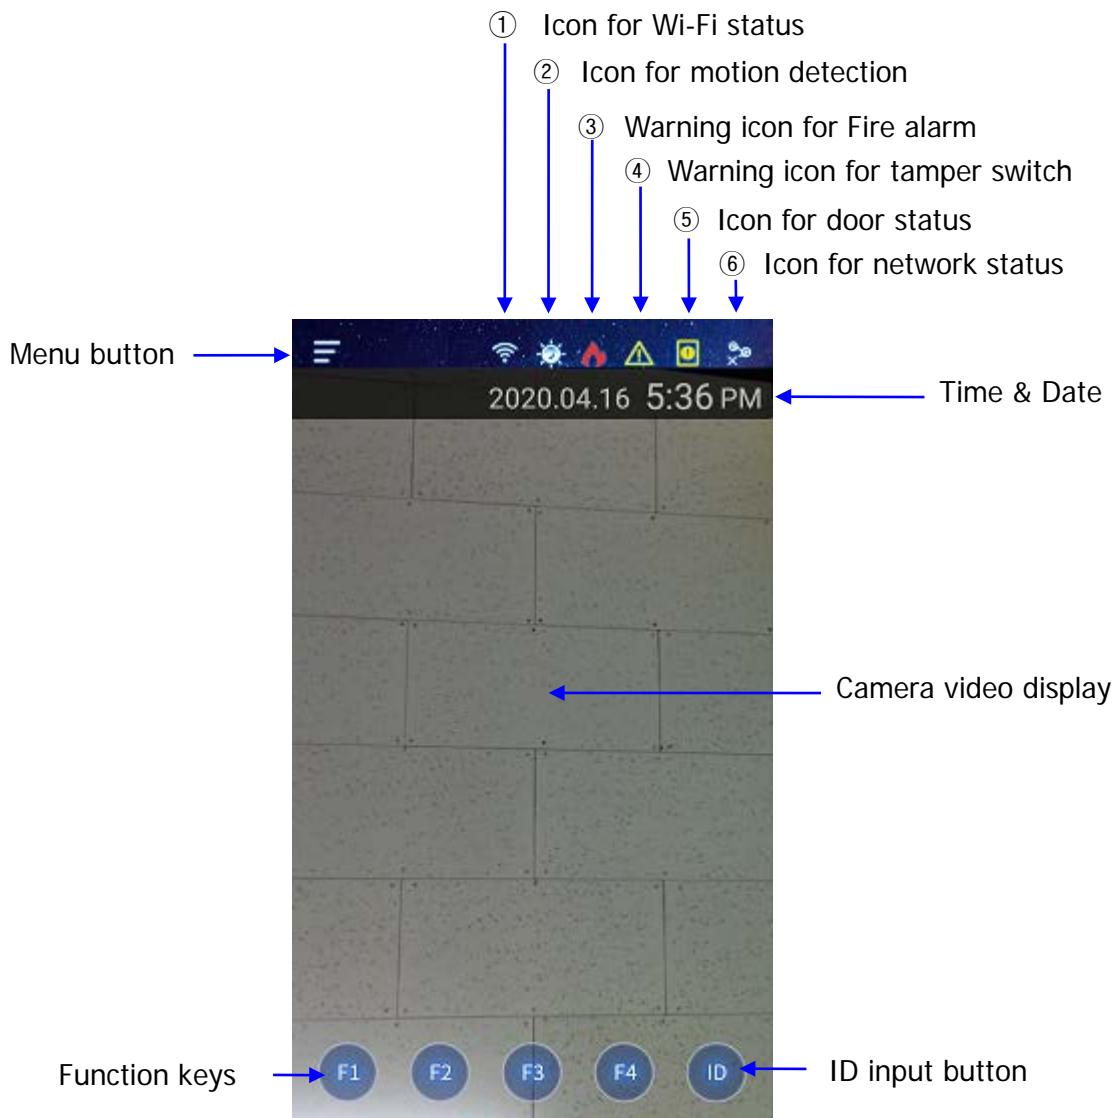 ① Icon for Wi-Fi status
② Icon for motion detection
③ Warning icon for Fire alarm
④ Warning icon for tamper switch
⑤ Icon for door status
⑥ Icon for network status
Menu button
2020.04.16 5:36 PM
Time & Date
Camera video display
Function keys
F1 F2 F3 F4 ID
ID input button